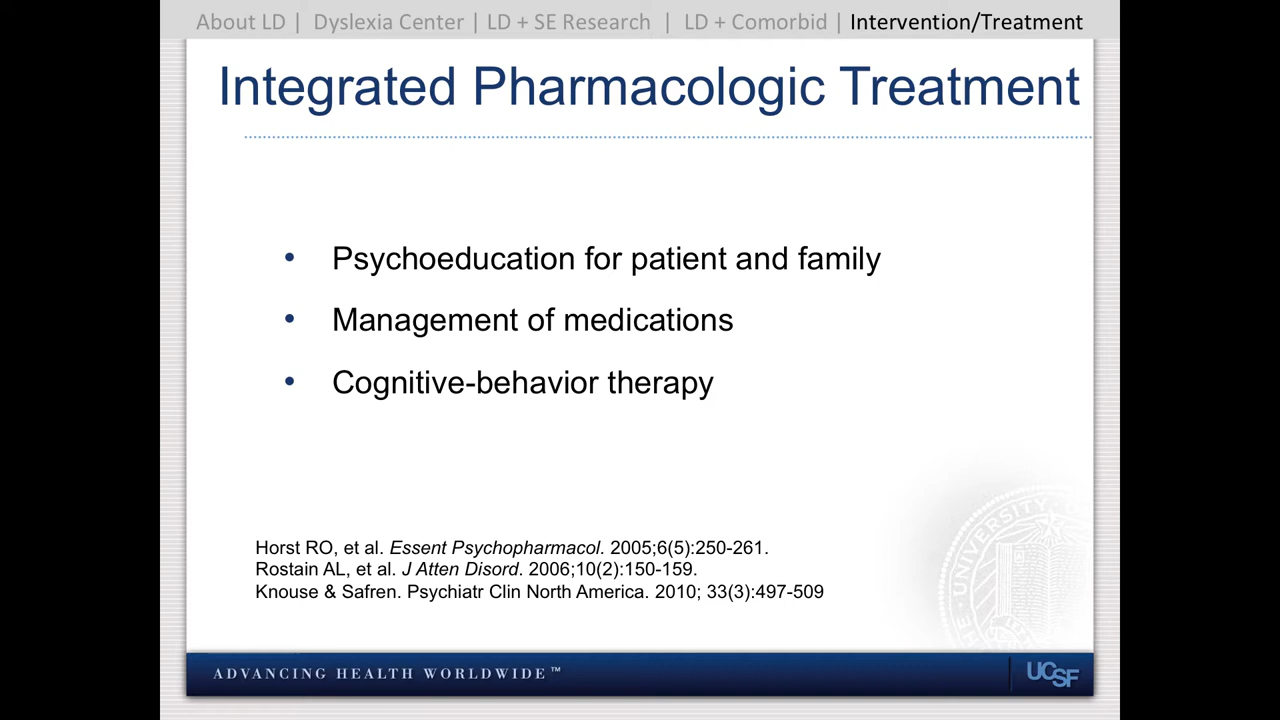 About LD | Dyslexia Center | LD + SE Research | LD + Comorbid | Intervention/Treatment
Integrated Pharmacologic Treatment
• Psychoeducation for patient and family
• Management of medications
• Cognitive-behavior therapy
Horst RO, et al. Essent Psychopharmacol. 2005;6(5):250-261.
Rostain AL, et al. J Atten Disord. 2006;10(2):150-159.
Knouse & Safren. Psychiatr Clin North America. 2010; 33(3):497-509
UNIVERSITY OF
ADVANCING HEALTH WORLDWIDE™
UCSF